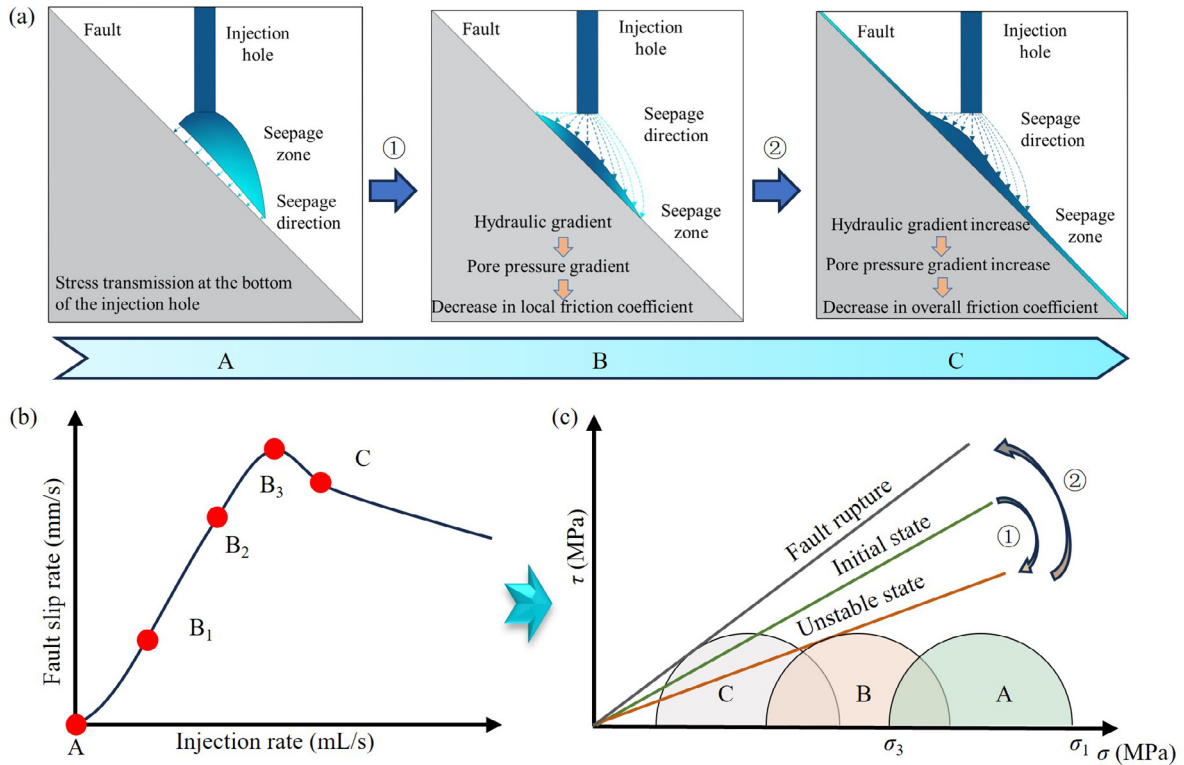 (a)
Fault
Injection
hole
Seepage
zone
Seepage
direction
Stress transmission at the bottom
of the injection hole
①
Fault
Injection
hole
Seepage
direction
Seepage
zone
Hydraulic gradient
Pore pressure gradient
Decrease in local friction coefficient
②
Fault
Injection
hole
Seepage
direction
Seepage
zone
Hydraulic gradient increase
Pore pressure gradient increase
Decrease in overall friction coefficient
A
B
C
(b)
Fault slip rate (mm/s)
A
B₁
B₂
B₃
C
Injection rate (mL/s)
(c)
τ (MPa)
Fault rupture
Initial state
Unstable state
①
②
C
B
A
σ₃
σ₁
σ (MPa)